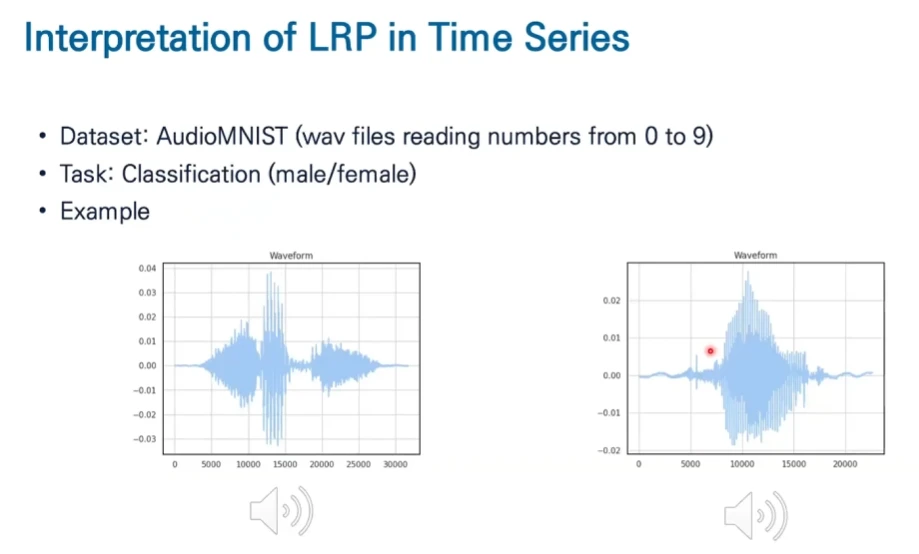 Interpretation of LRP in Time Series
• Dataset: AudioMNIST (wav files reading numbers from 0 to 9)
• Task: Classification (male/female)
• Example
Waveform
0.04
0.03
0.02
0.01
0.00
−0.01
−0.02
−0.03
0 5000 10000 15000 20000 25000 30000
Waveform
0.02
0.01
0.00
−0.01
−0.02
0 5000 10000 15000 20000